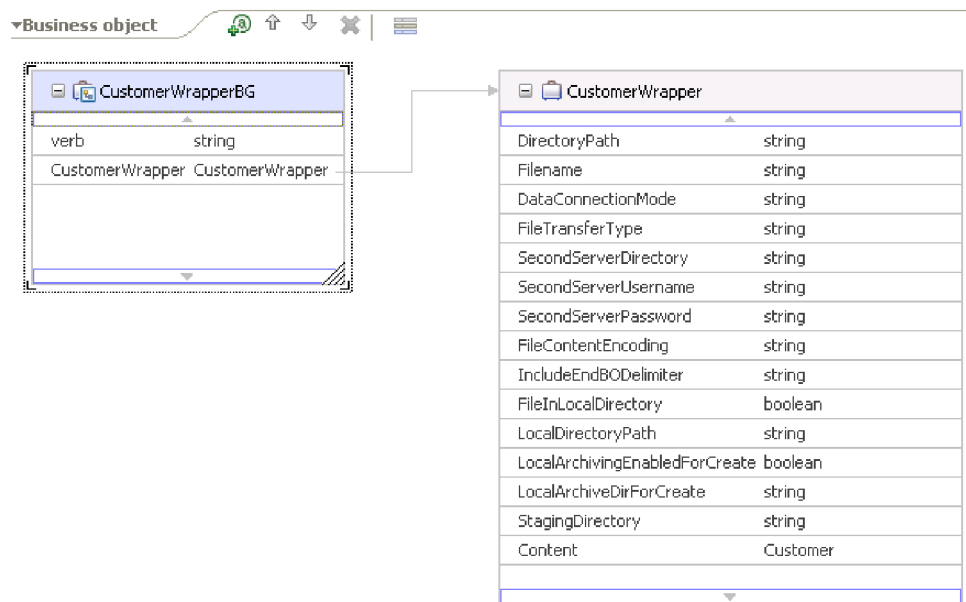 Business object
CustomerWrapperBG
verb string
CustomerWrapper CustomerWrapper
CustomerWrapper
DirectoryPath string
Filename string
DataConnectionMode string
FileTransferType string
SecondServerDirectory string
SecondServerUsername string
SecondServerPassword string
FileContentEncoding string
IncludeEndBODelimiter string
FileInLocalDirectory boolean
LocalDirectoryPath string
LocalArchivingEnabledForCreate boolean
LocalArchiveDirForCreate string
StagingDirectory string
Content Customer